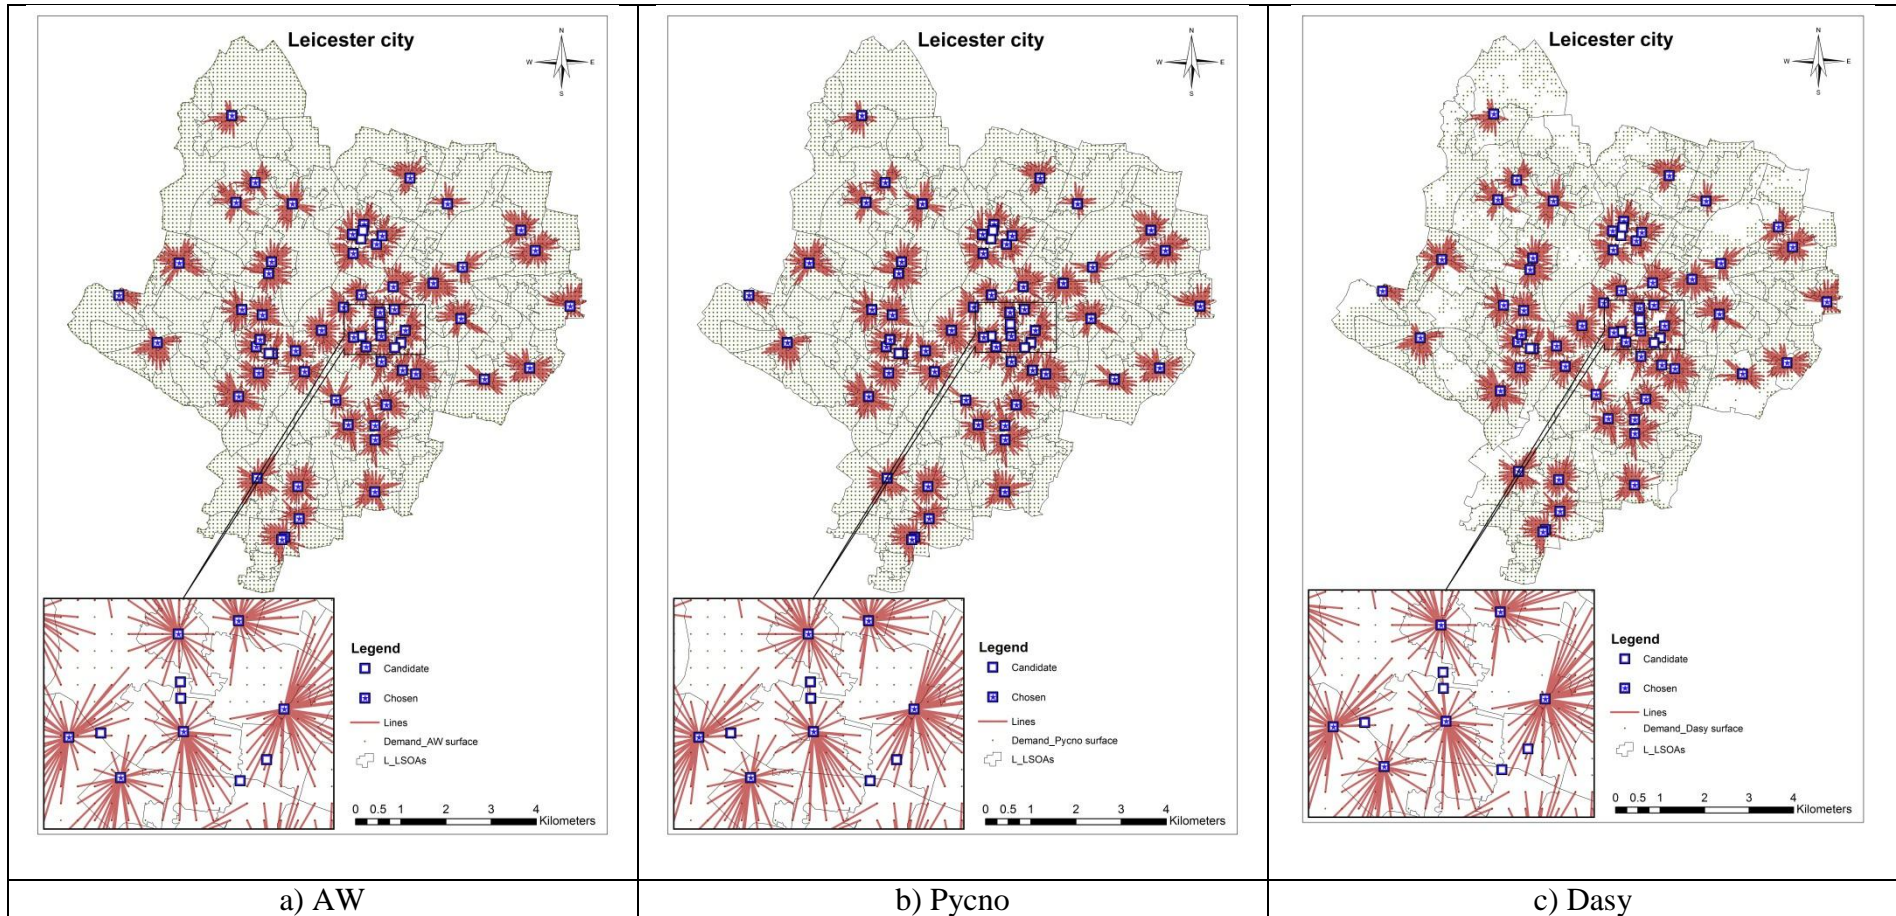 Leicester city
N
W E
S
Legend
Candidate
Chosen
Lines
Demand_AW surface
L_LSOAs
0 0.5 1 2 3 4
Kilometers
a) AW
Leicester city
N
W E
S
Legend
Candidate
Chosen
Lines
Demand_Pycno surface
L_LSOAs
0 0.5 1 2 3 4
Kilometers
b) Pycno
Leicester city
N
W E
S
Legend
Candidate
Chosen
Lines
Demand_Dasy surface
L_LSOAs
0 0.5 1 2 3 4
Kilometers
c) Dasy